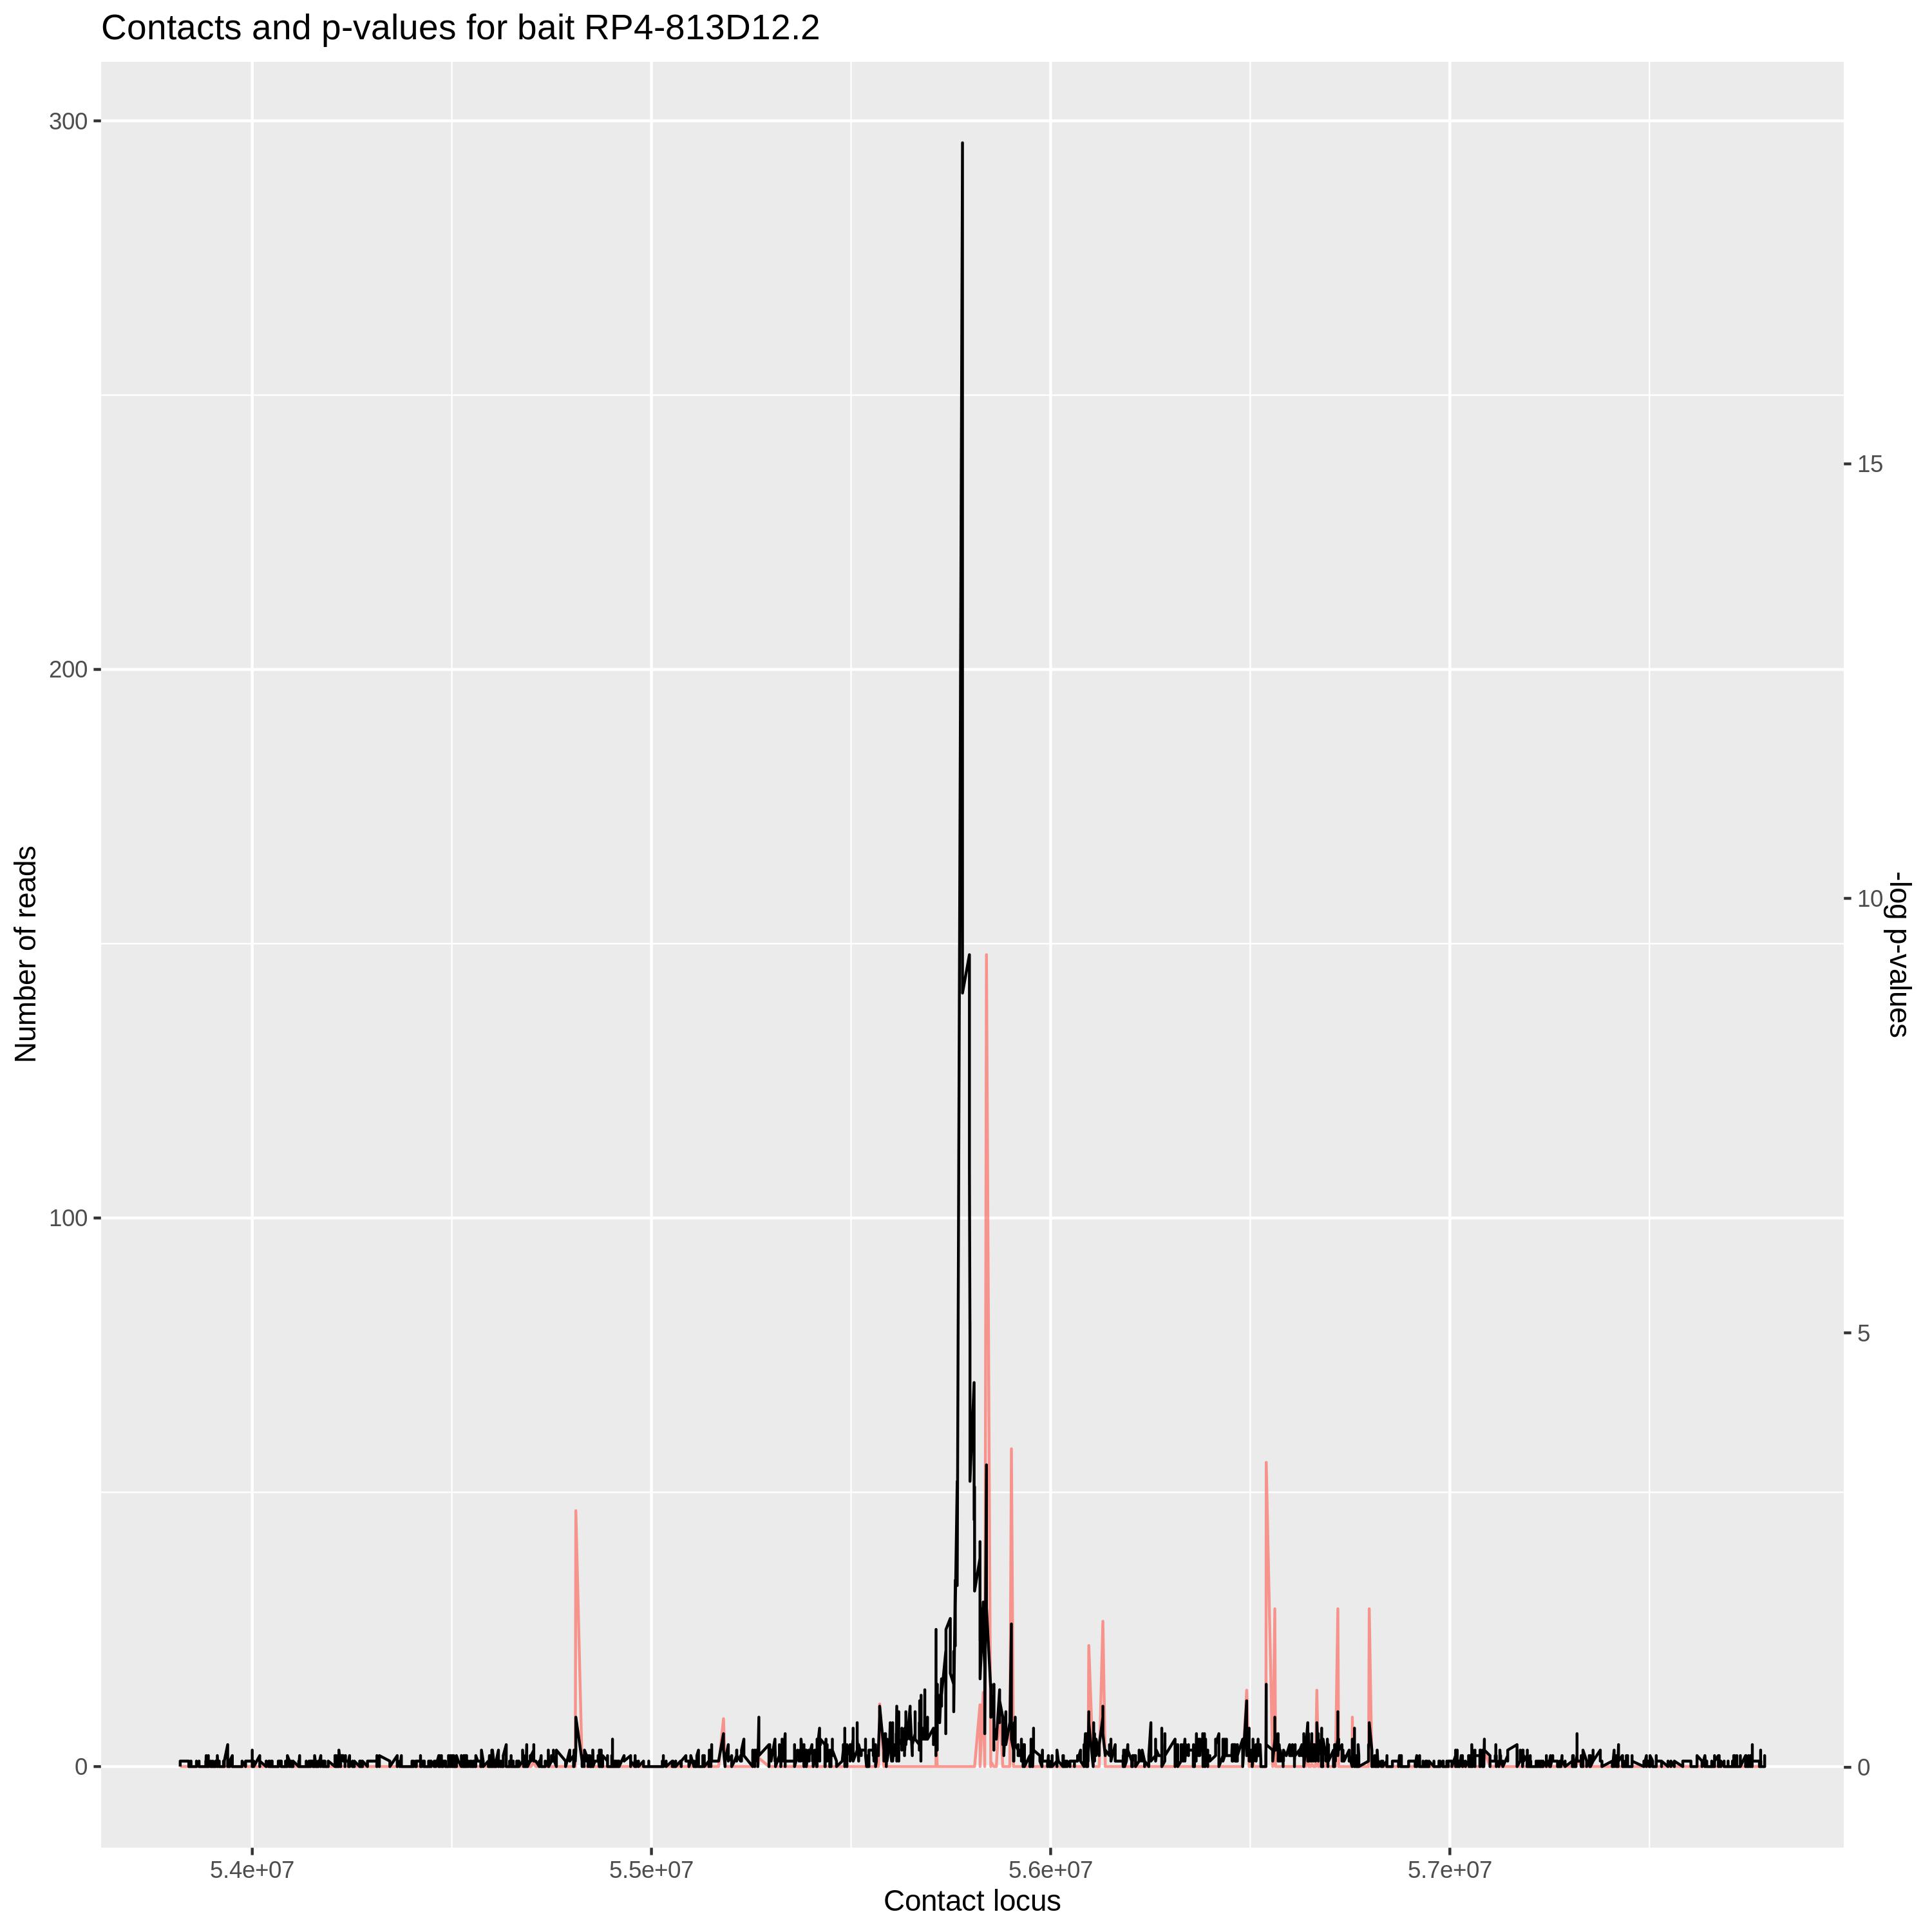 Contacts and p-values for bait RP4-813D12.2
300
200
100
0
Number of reads
15
10
5
0
-log p-values
5.4e+07
5.5e+07
5.6e+07
5.7e+07
Contact locus